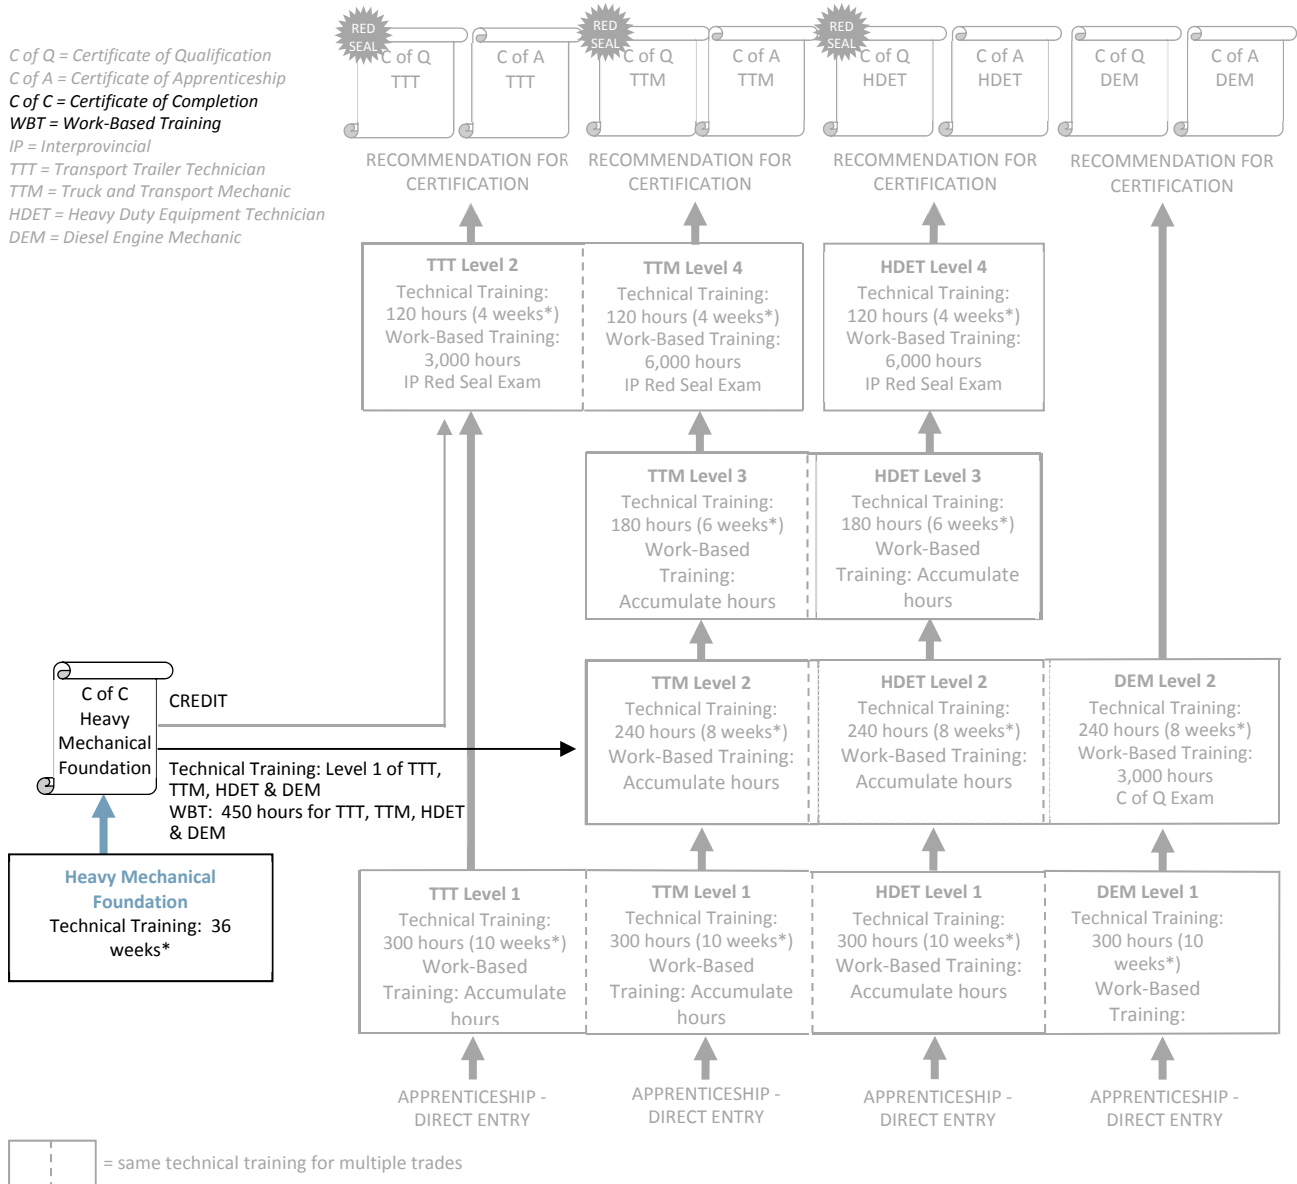 RED
SEAL
C of Q
TTT
C of A
TTT
RED
SEAL
C of Q
TTM
C of A
TTM
RED
SEAL
C of Q
HDET
C of A
HDET
C of Q
DEM
C of A
DEM
C of Q = Certificate of Qualification
C of A = Certificate of Apprenticeship
C of C = Certificate of Completion
WBT = Work-Based Training
IP = Interprovincial
TTT = Transport Trailer Technician
TTM = Truck and Transport Mechanic
HDET = Heavy Duty Equipment Technician
DEM = Diesel Engine Mechanic
RECOMMENDATION FOR
CERTIFICATION
RECOMMENDATION FOR
CERTIFICATION
RECOMMENDATION FOR
CERTIFICATION
RECOMMENDATION FOR
CERTIFICATION
TTT Level 2
Technical Training:
120 hours (4 weeks*)
Work-Based Training:
3,000 hours
IP Red Seal Exam
TTM Level 4
Technical Training:
120 hours (4 weeks*)
Work-Based Training:
6,000 hours
IP Red Seal Exam
HDET Level 4
Technical Training:
120 hours (4 weeks*)
Work-Based Training:
6,000 hours
IP Red Seal Exam
TTM Level 3
Technical Training:
180 hours (6 weeks*)
Work-Based
Training:
Accumulate hours
HDET Level 3
Technical Training:
180 hours (6 weeks*)
Work-Based
Training: Accumulate
hours
C of C
Heavy
Mechanical
Foundation
CREDIT
Technical Training: Level 1 of TTT,
TTM, HDET & DEM
WBT: 450 hours for TTT, TTM, HDET
& DEM
TTM Level 2
Technical Training:
240 hours (8 weeks*)
Work-Based Training:
Accumulate hours
HDET Level 2
Technical Training:
240 hours (8 weeks*)
Work-Based Training:
Accumulate hours
DEM Level 2
Technical Training:
240 hours (8 weeks*)
Work-Based Training:
3,000 hours
C of Q Exam
Heavy Mechanical
Foundation
Technical Training: 36
weeks*
TTT Level 1
Technical Training:
300 hours (10 weeks*)
Work-Based
Training: Accumulate
hours
TTM Level 1
Technical Training:
300 hours (10 weeks*)
Work-Based
Training: Accumulate
hours
HDET Level 1
Technical Training:
300 hours (10 weeks*)
Work-Based Training:
Accumulate hours
DEM Level 1
Technical Training:
300 hours (10
weeks*)
Work-Based
Training:
APPRENTICESHIP -
DIRECT ENTRY
APPRENTICESHIP -
DIRECT ENTRY
APPRENTICESHIP -
DIRECT ENTRY
APPRENTICESHIP -
DIRECT ENTRY
= same technical training for multiple trades